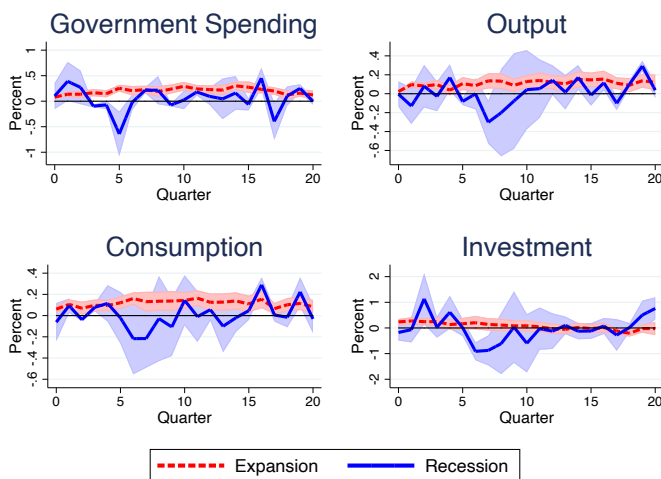 Government Spending
Percent
1
.5
0
-.5
-1
0 5 10 15 20
Quarter
Output
Percent
.4
.2
0
-.2
-.4
-.6
0 5 10 15 20
Quarter
Consumption
Percent
.4
.2
0
-.2
-.4
-.6
0 5 10 15 20
Quarter
Investment
Percent
2
1
0
-1
-2
0 5 10 15 20
Quarter
Expansion Recession